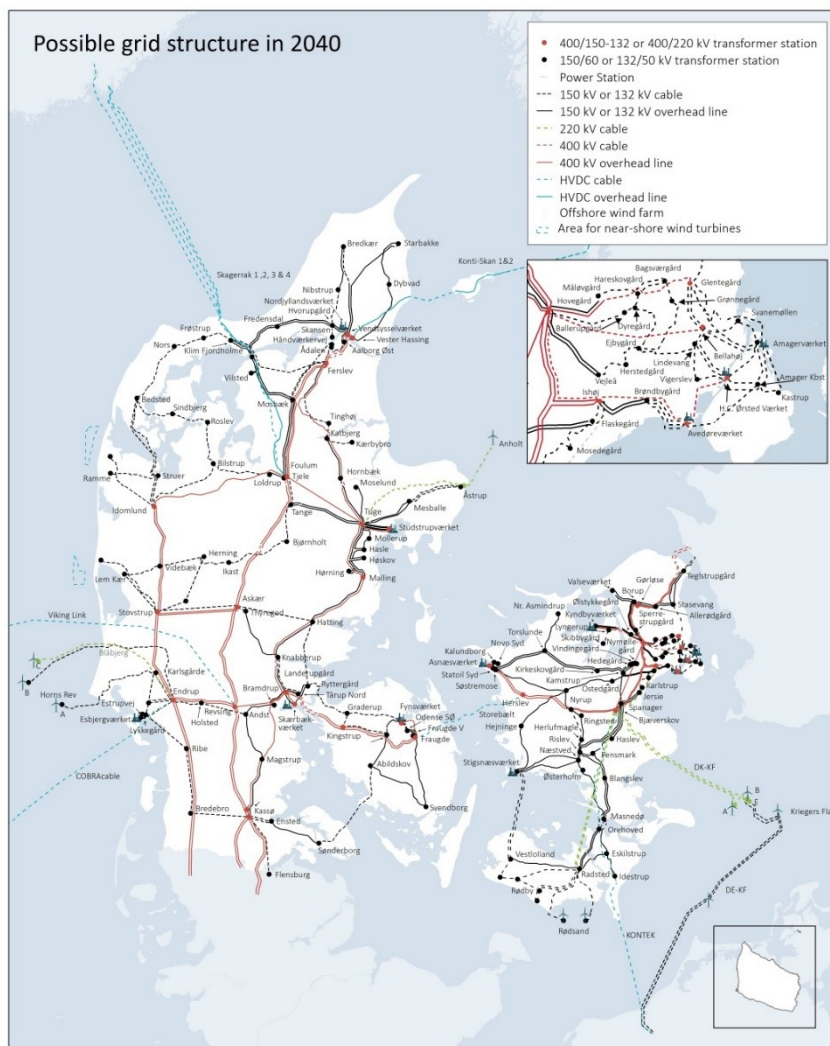 Possible grid structure in 2040
400/150-132 or 400/220 kV transformer station
150/60 or 132/50 kV transformer station
Power Station
150 kV or 132 kV cable
150 kV or 132 kV overhead line
220 kV cable
400 kV cable
400 kV overhead line
HVDC cable
HVDC overhead line
Offshore wind farm
Area for near-shore wind turbines
Bagsværgård
Hareskovgård
Måløvgård
Glentegård
Hovegård
Grønnegård
Svanemøllen
Ballerupgård
Dyregård
Ejbygård
Bellahøj
Amagerværket
Lindevang
Herstedgård
Vigerslev
Amager Kbst
Vejleå
Ishøj
Brøndbygård
Kastrup
H.C. Ørsted Værket
Flaskegård
Avedøreværket
Mosedegård
Bredkær
Starbakke
Konti-Skan 1&2
Skagerrak 1 ,2, 3 & 4
Dybvad
Nibstrup
Nordjyllandsværket
Hvorupgård
Fredensdal
Skansen
Vendsysselværket
Frøstrup
Håndværkervej
Vester Hassing
Nors
Klim Fjordholme
Ådalen
Aalborg Øst
Ferslev
Vilsted
Bedsted
Mosbæk
Sindbjerg
Roslev
Tinghøj
Katbjerg
Kærbybro
Anholt
Bilstrup
Foulum
Ramme
Struer
Loldrup
Tjele
Hornbæk
Moselund
Åstrup
Idomlund
Tange
Mesballe
Tuge
Studstrupværket
Mollerup
Bjørnholt
Hasle
Herning
Høskov
Videbæk
Ikast
Hørning
Malling
Lem Kær
Askær
Stovstrup
Thyregod
Hatting
Viking Link
Blåbjerg
Knabberup
Karlsgårde
Landerupgård
Ryttergård
Horns Rev
Endrup
Bramdrup
Tårup Nord
C
B
A
Estrupvej
Revsing
Andst
Skærbæk-
værket
Graderup
Fynsværket
Odense SØ
Esbjergværket
Holsted
Fraugde V
Lykkegård
Kingstrup
Fraugde
Ribe
Magstrup
Abildskov
COBRAcable
Svendborg
Bredebro
Kassø
Ensted
Sønderborg
Flensburg
Teglstrupgård
Valseværket
Gørløse
Borup
Stasevang
Ølstykkegård
Nr. Asmindrup
Kyndbyværket
Sperre-
strupgård
Allerødgård
Lyngerup
Torslunde
Skibbygård
Nymølle-
gård
Novo Syd
Kalundborg
Vindingegård
Asnæsværket
Hedegård
Kirkeskovgård
Statoil Syd
Kamstrup
Karlstrup
Søstremose
Ostedgård
Jersie
Spanager
Herslev
Nyrup
Storebælt
Ringsted
Bjæverskov
Hejninge
Herlufmagle
Rislev
Haslev
DK-KF
Næstved
Stigsnæsværket
Fensmark
Østerholm
Blangslev
B
A
E
Kriegers Fla
Masnedø
Orehoved
Vestlolland
Eskilstrup
Radsted
DE-KF
Rødby
Idestrup
Rødsand
KONTEK